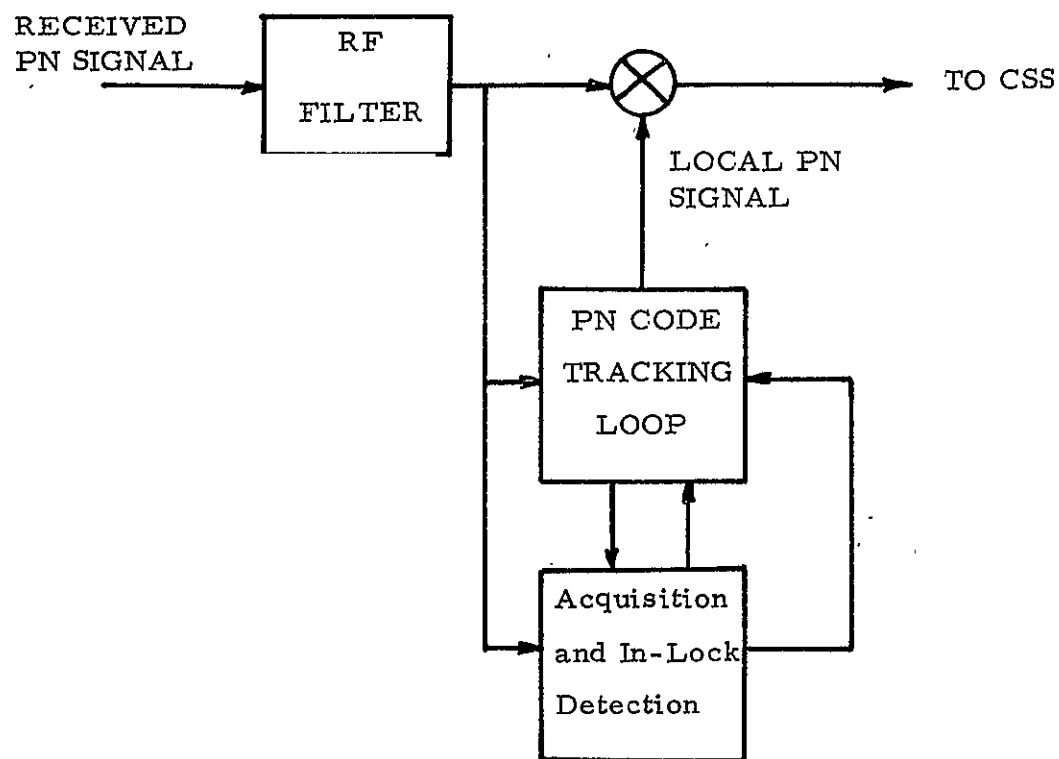 RECEIVED
PN SIGNAL
RF
FILTER
TO CSS
LOCAL PN
SIGNAL
PN CODE
TRACKING
LOOP
Acquisition
and In-Lock
Detection